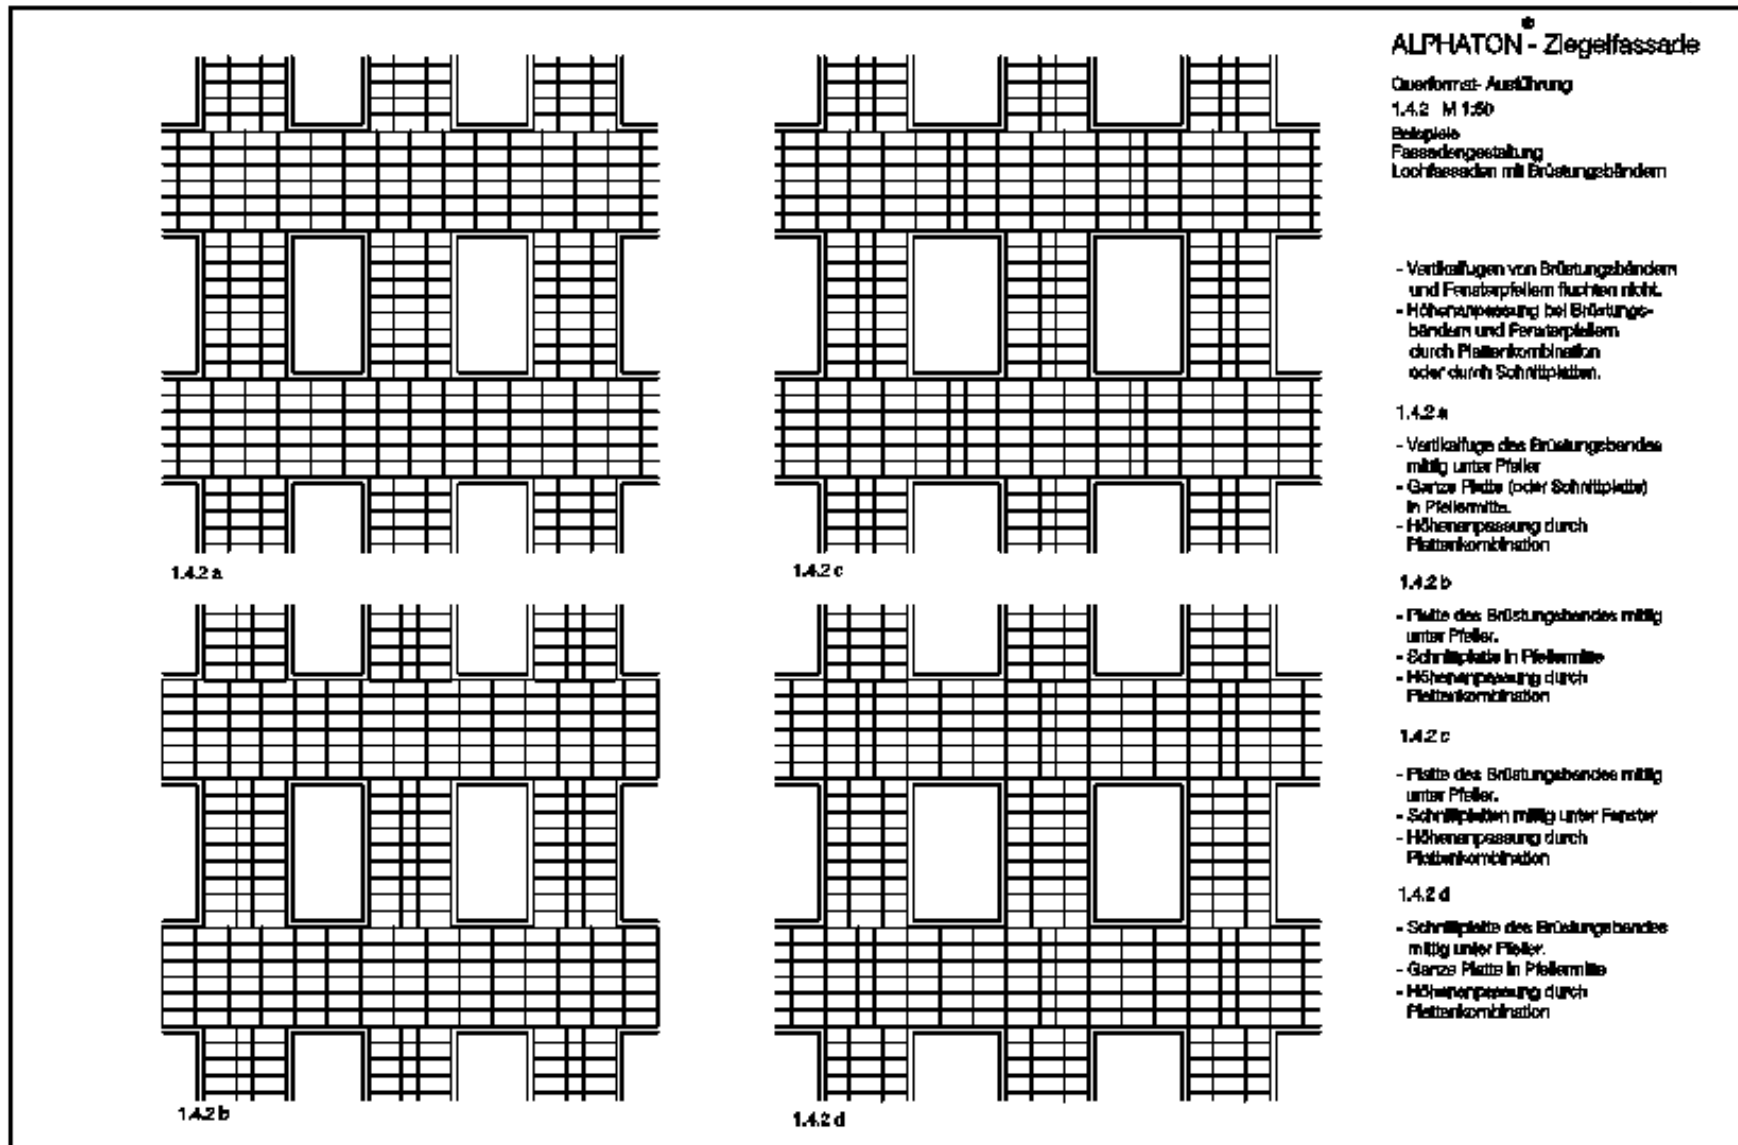 ALPHATON® - Ziegelfassade
Querformat- Ausführung
1.4.2 M 1:50
Beispiele
Fassadengestaltung
Lochfassaden mit Brüstungsbändern
- Vertikalfugen von Brüstungsbändern
und Fensterpfeilern fluchten nicht.
- Höhenanpassung bei Brüstungs-
bändern und Fensterpfeilern
durch Plattenkombination
oder durch Schnittplatten.
1.4.2 a
- Vertikalfuge des Brüstungsbandes
mittig unter Pfeiler
- Ganze Platte (oder Schnittplatte)
in Pfeilermitte.
- Höhenanpassung durch
Plattenkombination
1.4.2 b
- Platte des Brüstungsbandes mittig
unter Pfeiler.
- Schnittplatte in Pfeilermitte
- Höhenanpassung durch
Plattenkombination
1.4.2 c
- Platte des Brüstungsbandes mittig
unter Pfeiler.
- Schnittplatten mittig unter Fenster
- Höhenanpassung durch
Plattenkombination
1.4.2 d
- Schnittplatte des Brüstungsbandes
mittig unter Pfeiler.
- Ganze Platte in Pfeilermitte
- Höhenanpassung durch
Plattenkombination
1.4.2 a
1.4.2 c
1.4.2 b
1.4.2 d